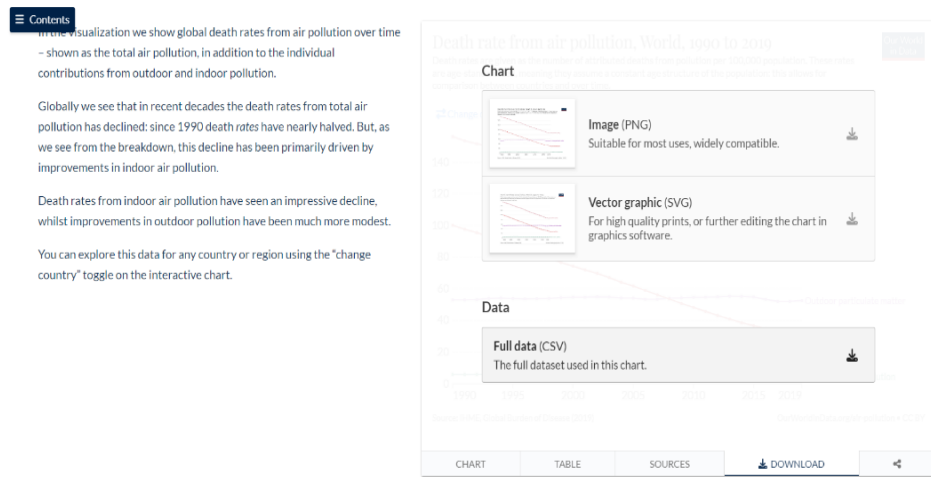 ☰ Contents
In the visualization we show global death rates from air pollution over time
– shown as the total air pollution, in addition to the individual
contributions from outdoor and indoor pollution.
Globally we see that in recent decades the death rates from total air
pollution has declined: since 1990 death rates have nearly halved. But, as
we see from the breakdown, this decline has been primarily driven by
improvements in indoor air pollution.
Death rates from indoor air pollution have seen an impressive decline,
whilst improvements in outdoor pollution have been much more modest.
You can explore this data for any country or region using the “change
country” toggle on the interactive chart.
Death rate from air pollution, World, 1990 to 2019
Chart
Image (PNG)
Suitable for most uses, widely compatible.
Vector graphic (SVG)
For high quality prints, or further editing the chart in
graphics software.
Data
Full data (CSV)
The full dataset used in this chart.
1990 1995 2000 2005 2010 2015 2019
CHART TABLE SOURCES DOWNLOAD